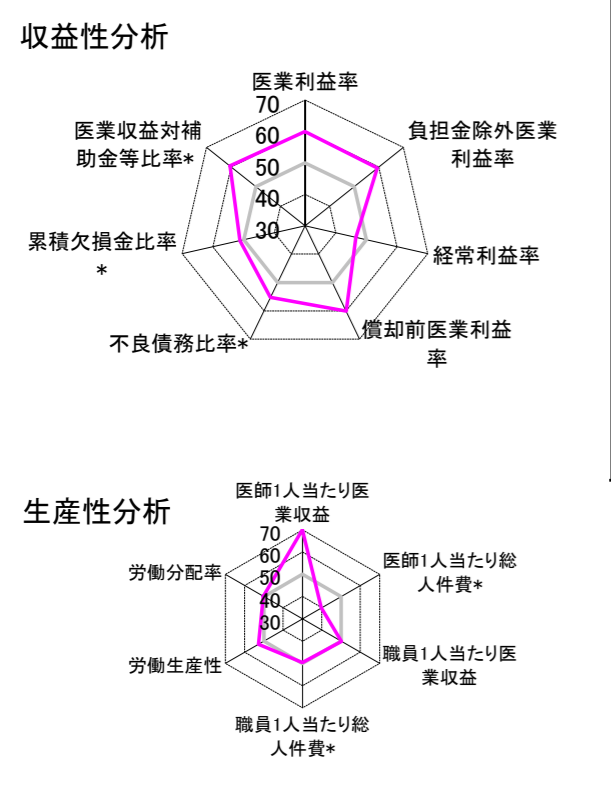 収益性分析
医業利益率
70
60
50
40
30
医業収益対補
助金等比率*
負担金除外医業
利益率
累積欠損金比率
*
経常利益率
不良債務比率*
償却前医業利益
率
生産性分析
医師1人当たり医
業収益
70
60
50
40
30
労働分配率
医師1人当たり総
人件費*
労働生産性
職員1人当たり医
業収益
職員1人当たり総
人件費*